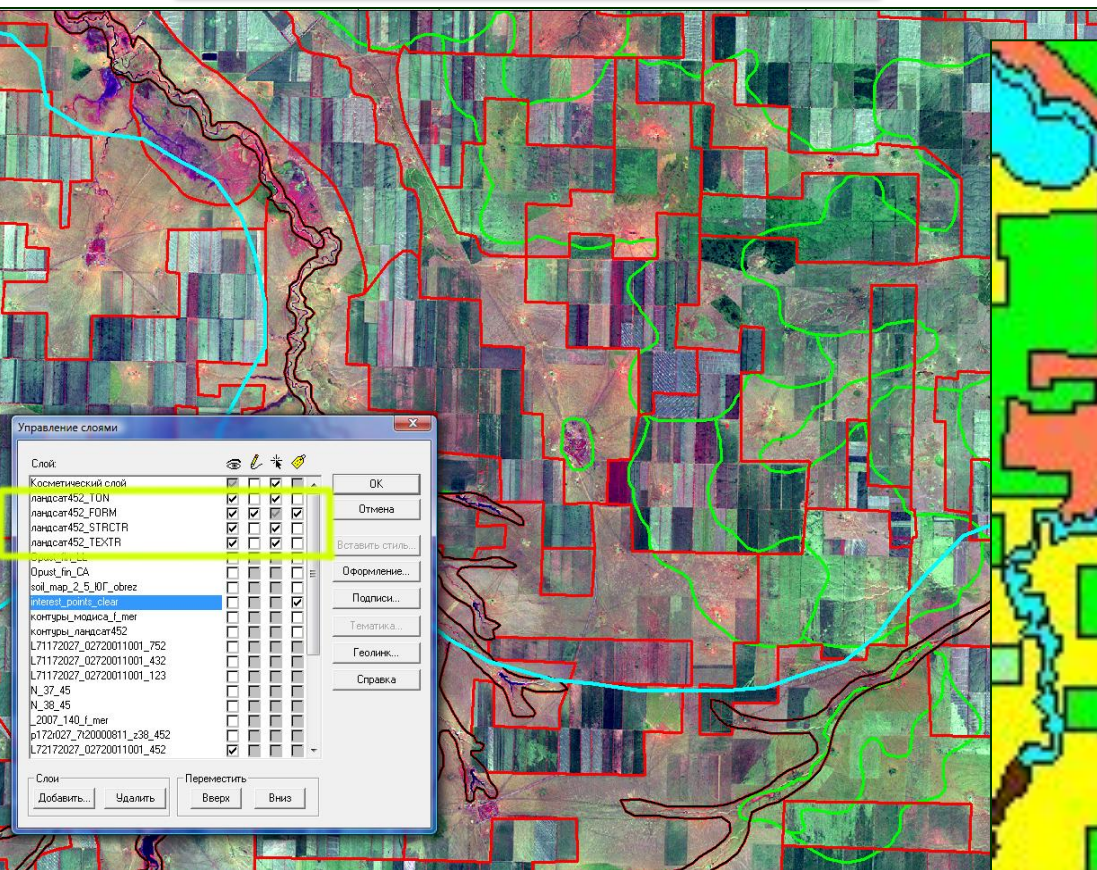 Управление слоями
Слой:
Косметический слой
ландсат452_TON
ландсат452_FORM
ландсат452_STRCTR
ландсат452_TEXTR
Opust_fin_CA
soil_map_2_5_ЮГ_obrez
interest_points_clear
контуры_модиса_f_mer
контуры_ландсат452
L71172027_02720011001_752
L71172027_02720011001_432
L71172027_02720011001_123
N_37_45
N_38_45
_2007_140_f_mer
p172r027_7t20000811_z38_452
L72172027_02720011001_452
OK
Отмена
Вставить стиль...
Оформление...
Подписи...
Тематика...
Геолинк...
Справка
Слои
Добавить...
Удалить
Переместить
Вверх
Вниз